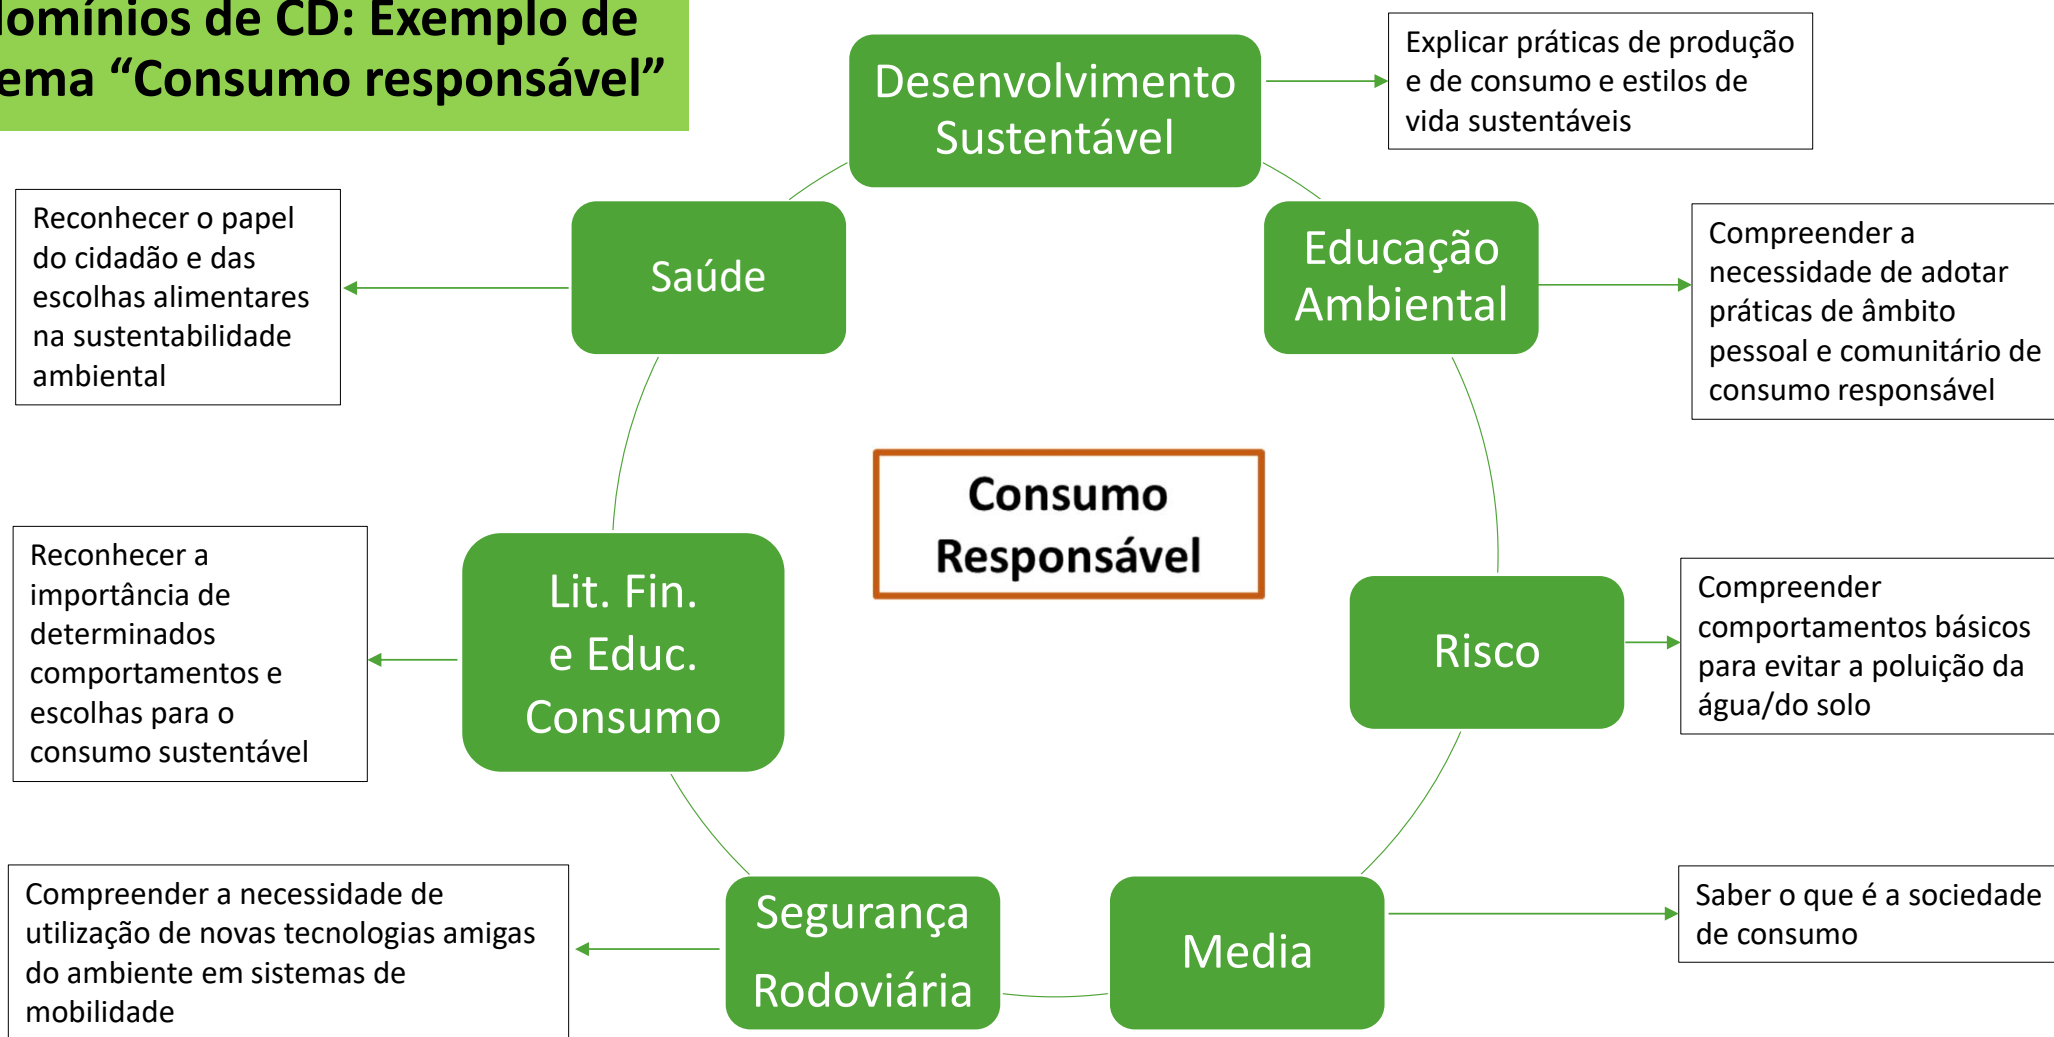 domínios de CD: Exemplo de
tema “Consumo responsável”
Desenvolvimento
Sustentável
Explicar práticas de produção
e de consumo e estilos de
vida sustentáveis
Educação
Ambiental
Compreender a
necessidade de adotar
práticas de âmbito
pessoal e comunitário de
consumo responsável
Risco
Compreender
comportamentos básicos
para evitar a poluição da
água/do solo
Media
Saber o que é a sociedade
de consumo
Segurança
Rodoviária
Compreender a necessidade de
utilização de novas tecnologias amigas
do ambiente em sistemas de
mobilidade
Lit. Fin.
e Educ.
Consumo
Reconhecer a
importância de
determinados
comportamentos e
escolhas para o
consumo sustentável
Saúde
Reconhecer o papel
do cidadão e das
escolhas alimentares
na sustentabilidade
ambiental
Consumo
Responsável